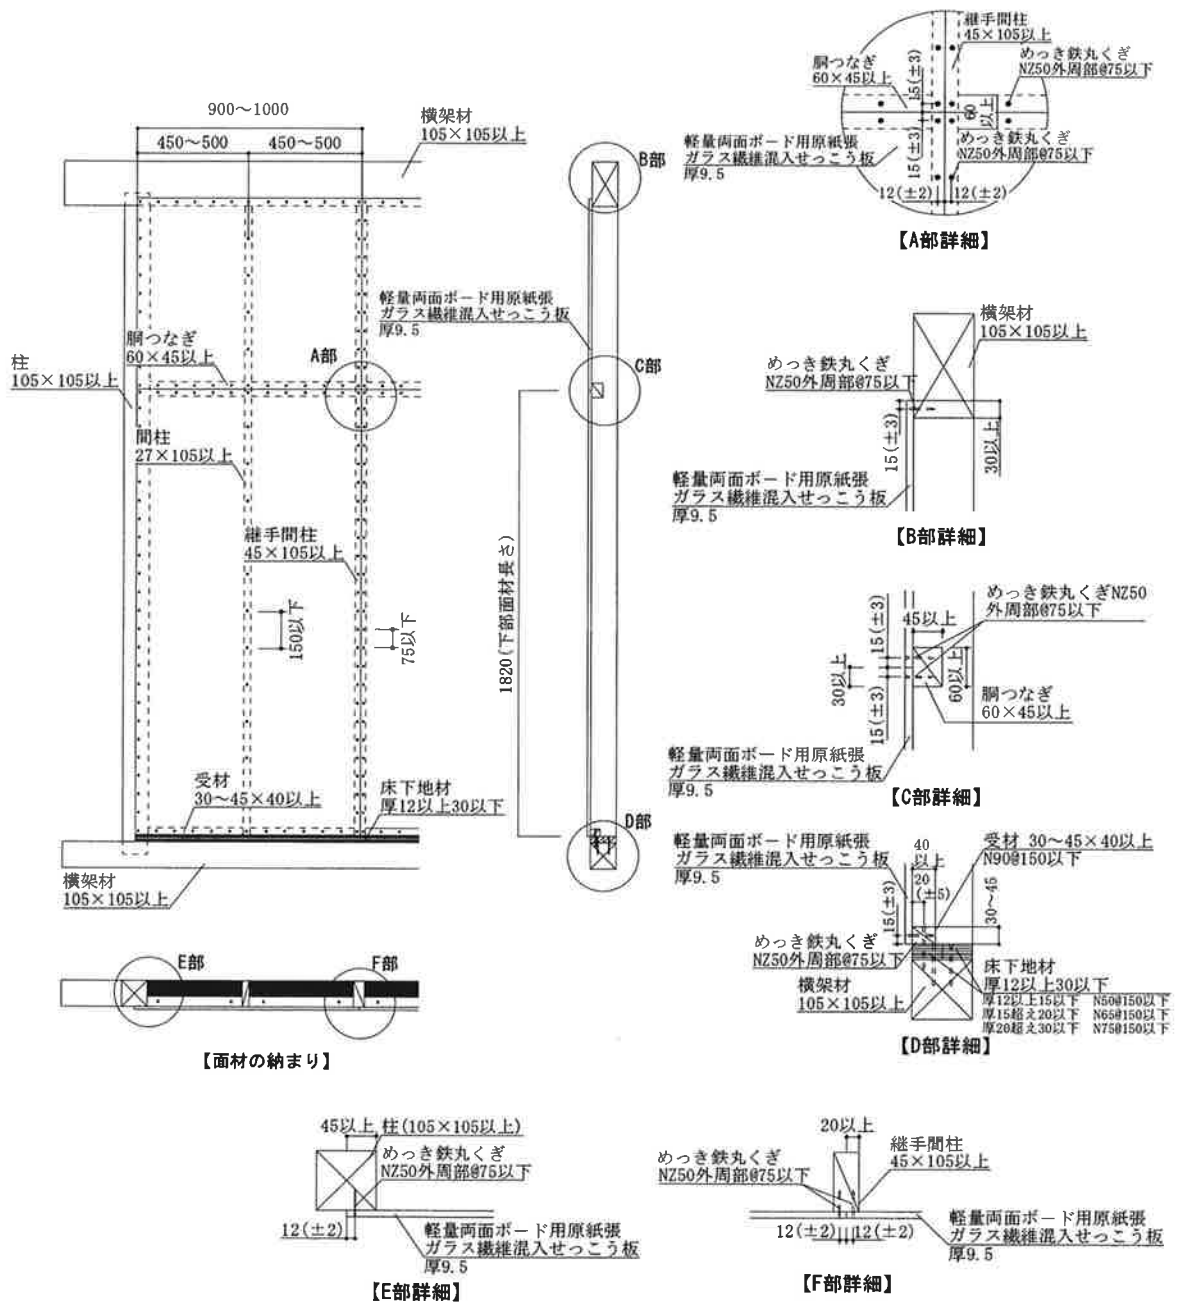 900～1000
450～500
450～500
横架材
105×105以上
柱
105×105以上
胴つなぎ
60×45以上
A部
間柱
27×105以上
継手間柱
45×105以上
150以下
75以下
受材
30～45×40以上
床下地材
厚12以上30以下
横架材
105×105以上
軽量両面ボード用原紙張
ガラス繊維混入せっこう板
厚9.5
B部
C部
1820(下部面材長さ)
D部
E部
F部
【面材の納まり】
継手間柱
45×105以上
胴つなぎ
60×45以上
めっき鉄丸くぎ
NZ50外周部@75以下
15(±3)
60以上
軽量両面ボード用原紙張
ガラス繊維混入せっこう板
厚9.5
15(±3)
めっき鉄丸くぎ
NZ50外周部@75以下
12(±2)
12(±2)
【A部詳細】
横架材
105×105以上
めっき鉄丸くぎ
NZ50外周部@75以下
15(±3)
30以上
軽量両面ボード用原紙張
ガラス繊維混入せっこう板
厚9.5
【B部詳細】
めっき鉄丸くぎNZ50
外周部@75以下
45以上
15(±3)
30以上
60以上
15(±3)
胴つなぎ
60×45以上
軽量両面ボード用原紙張
ガラス繊維混入せっこう板
厚9.5
【C部詳細】
軽量両面ボード用原紙張
ガラス繊維混入せっこう板
厚9.5
40
以上
20
(±5)
受材 30～45×40以上
N90@150以下
15(±3)
30～45
めっき鉄丸くぎ
NZ50外周部@75以下
横架材
105×105以上
床下地材
厚12以上30以下
厚12以上15以下 N50@150以下
厚15超え20以下 N65@150以下
厚20超え30以下 N75@150以下
【D部詳細】
45以上
柱(105×105以上)
めっき鉄丸くぎ
NZ50外周部@75以下
12(±2)
軽量両面ボード用原紙張
ガラス繊維混入せっこう板
厚9.5
【E部詳細】
20以上
めっき鉄丸くぎ
NZ50外周部@75以下
継手間柱
45×105以上
12(±2)
12(±2)
軽量両面ボード用原紙張
ガラス繊維混入せっこう板
厚9.5
【F部詳細】